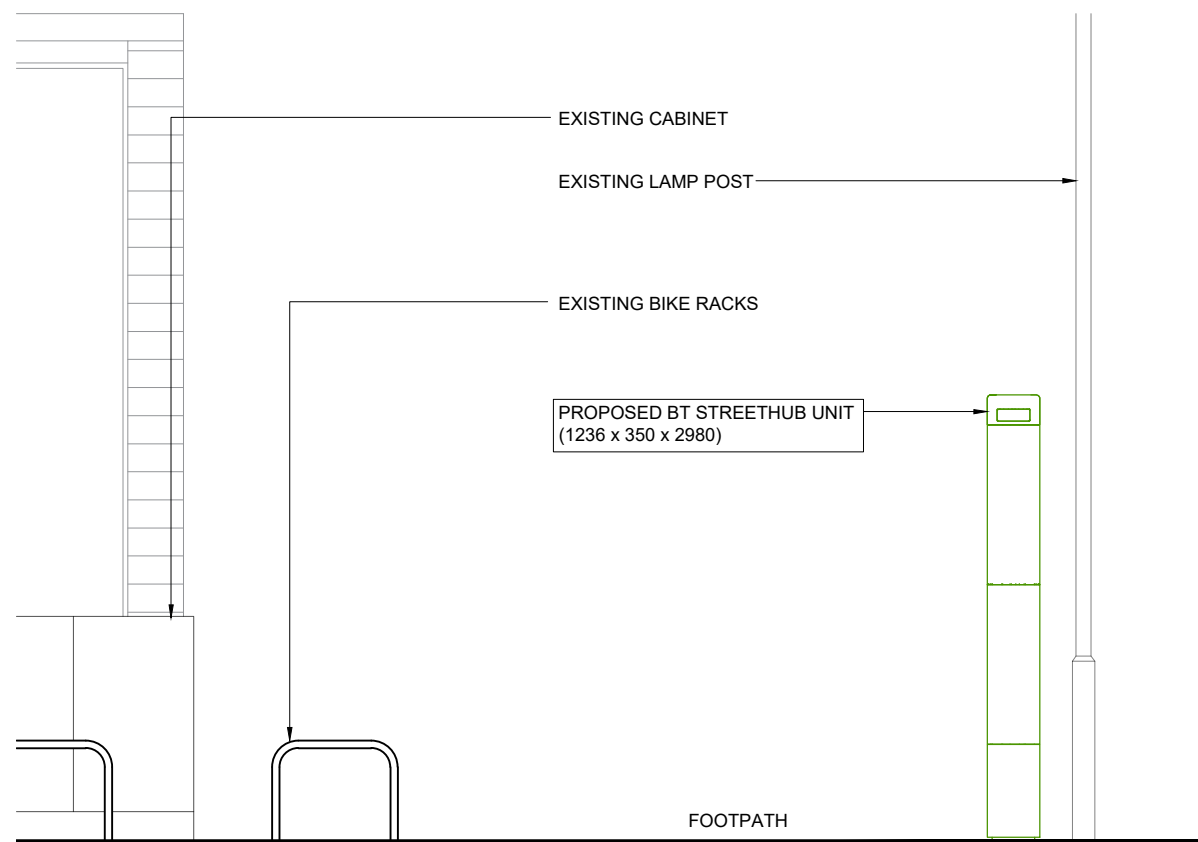 EXISTING CABINET
EXISTING LAMP POST
EXISTING BIKE RACKS
PROPOSED BT STREETHUB UNIT
(1236 x 350 x 2980)
FOOTPATH